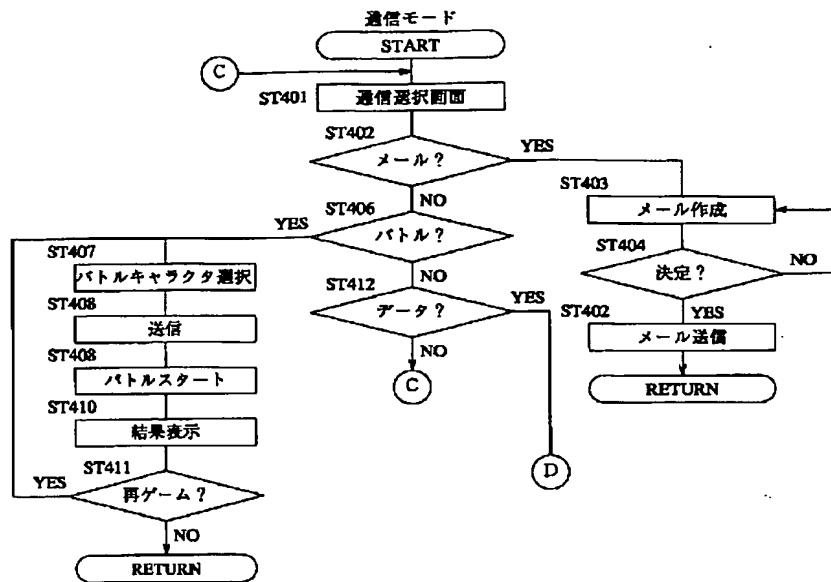 通信モード
START
C
ST401
通信選択画面
ST402
メール？
YES
NO
ST403
メール作成
ST404
決定？
NO
YES
ST402
メール送信
RETURN
ST406
バトル？
YES
NO
ST407
バトルキャラクタ選択
ST408
送信
ST408
バトルスタート
ST410
結果表示
ST411
再ゲーム？
YES
NO
RETURN
ST412
データ？
YES
NO
C
D